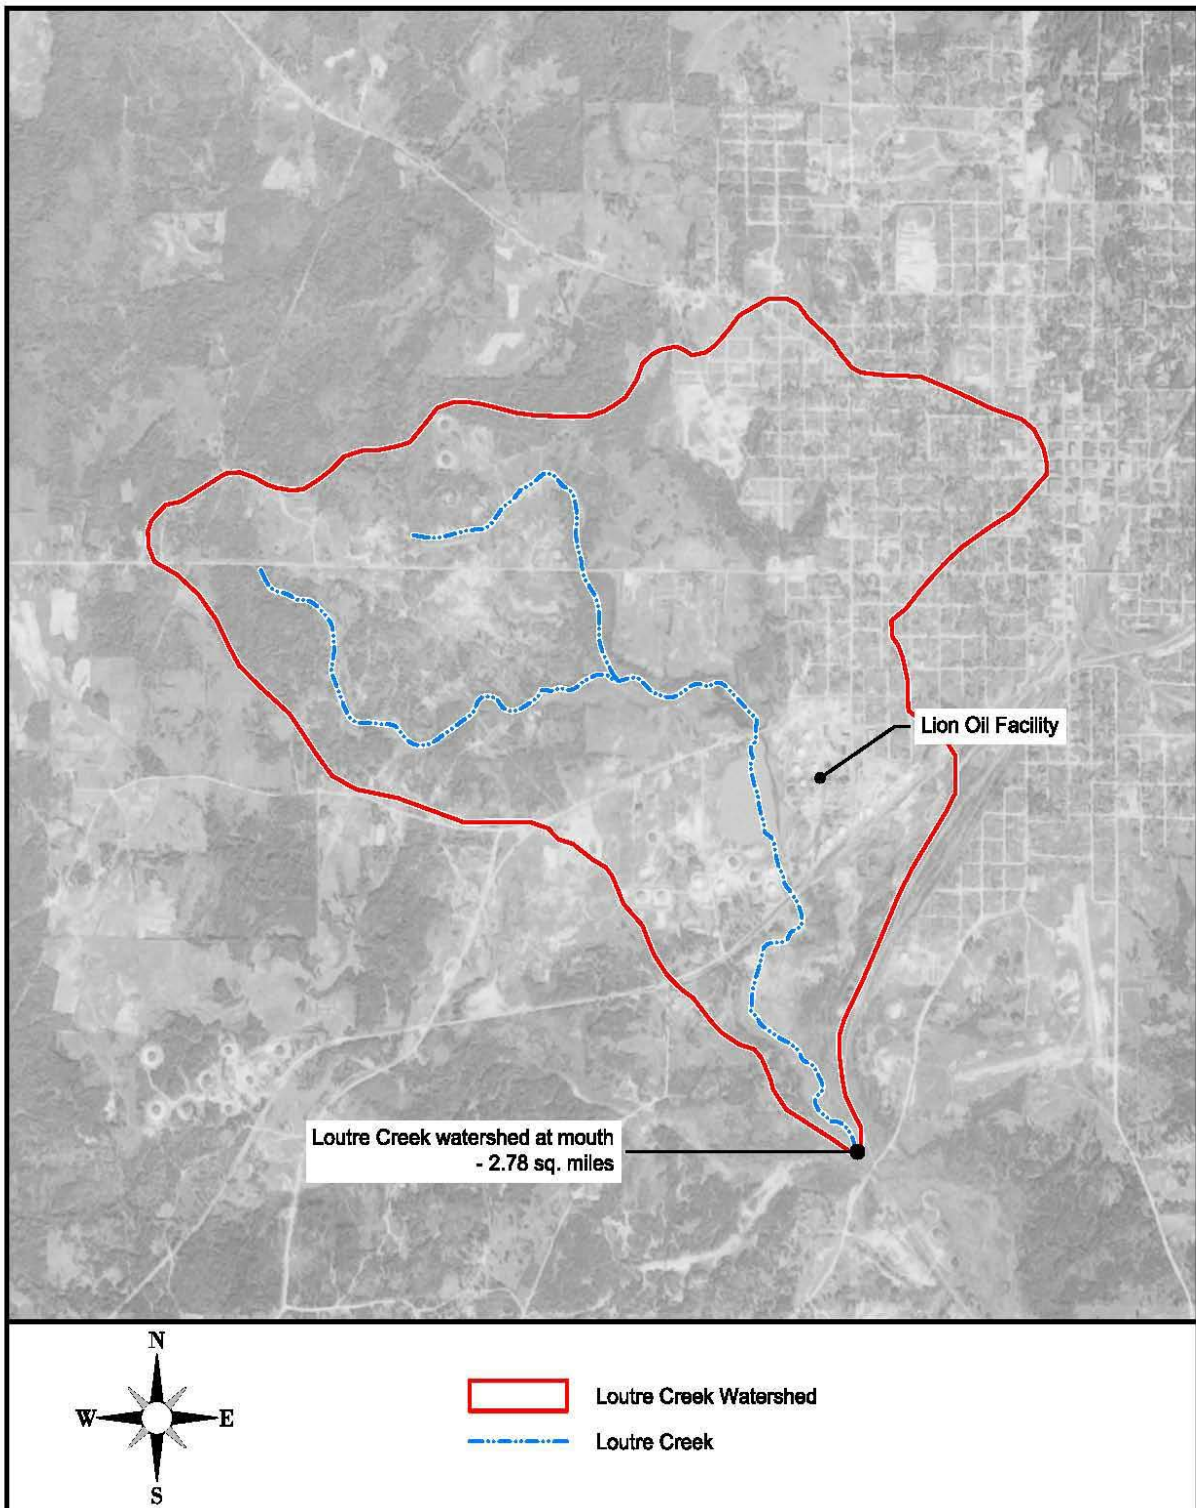 Lion Oil Facility
Loutre Creek watershed at mouth
- 2.78 sq. miles
N
W
E
S
Loutre Creek Watershed
Loutre Creek